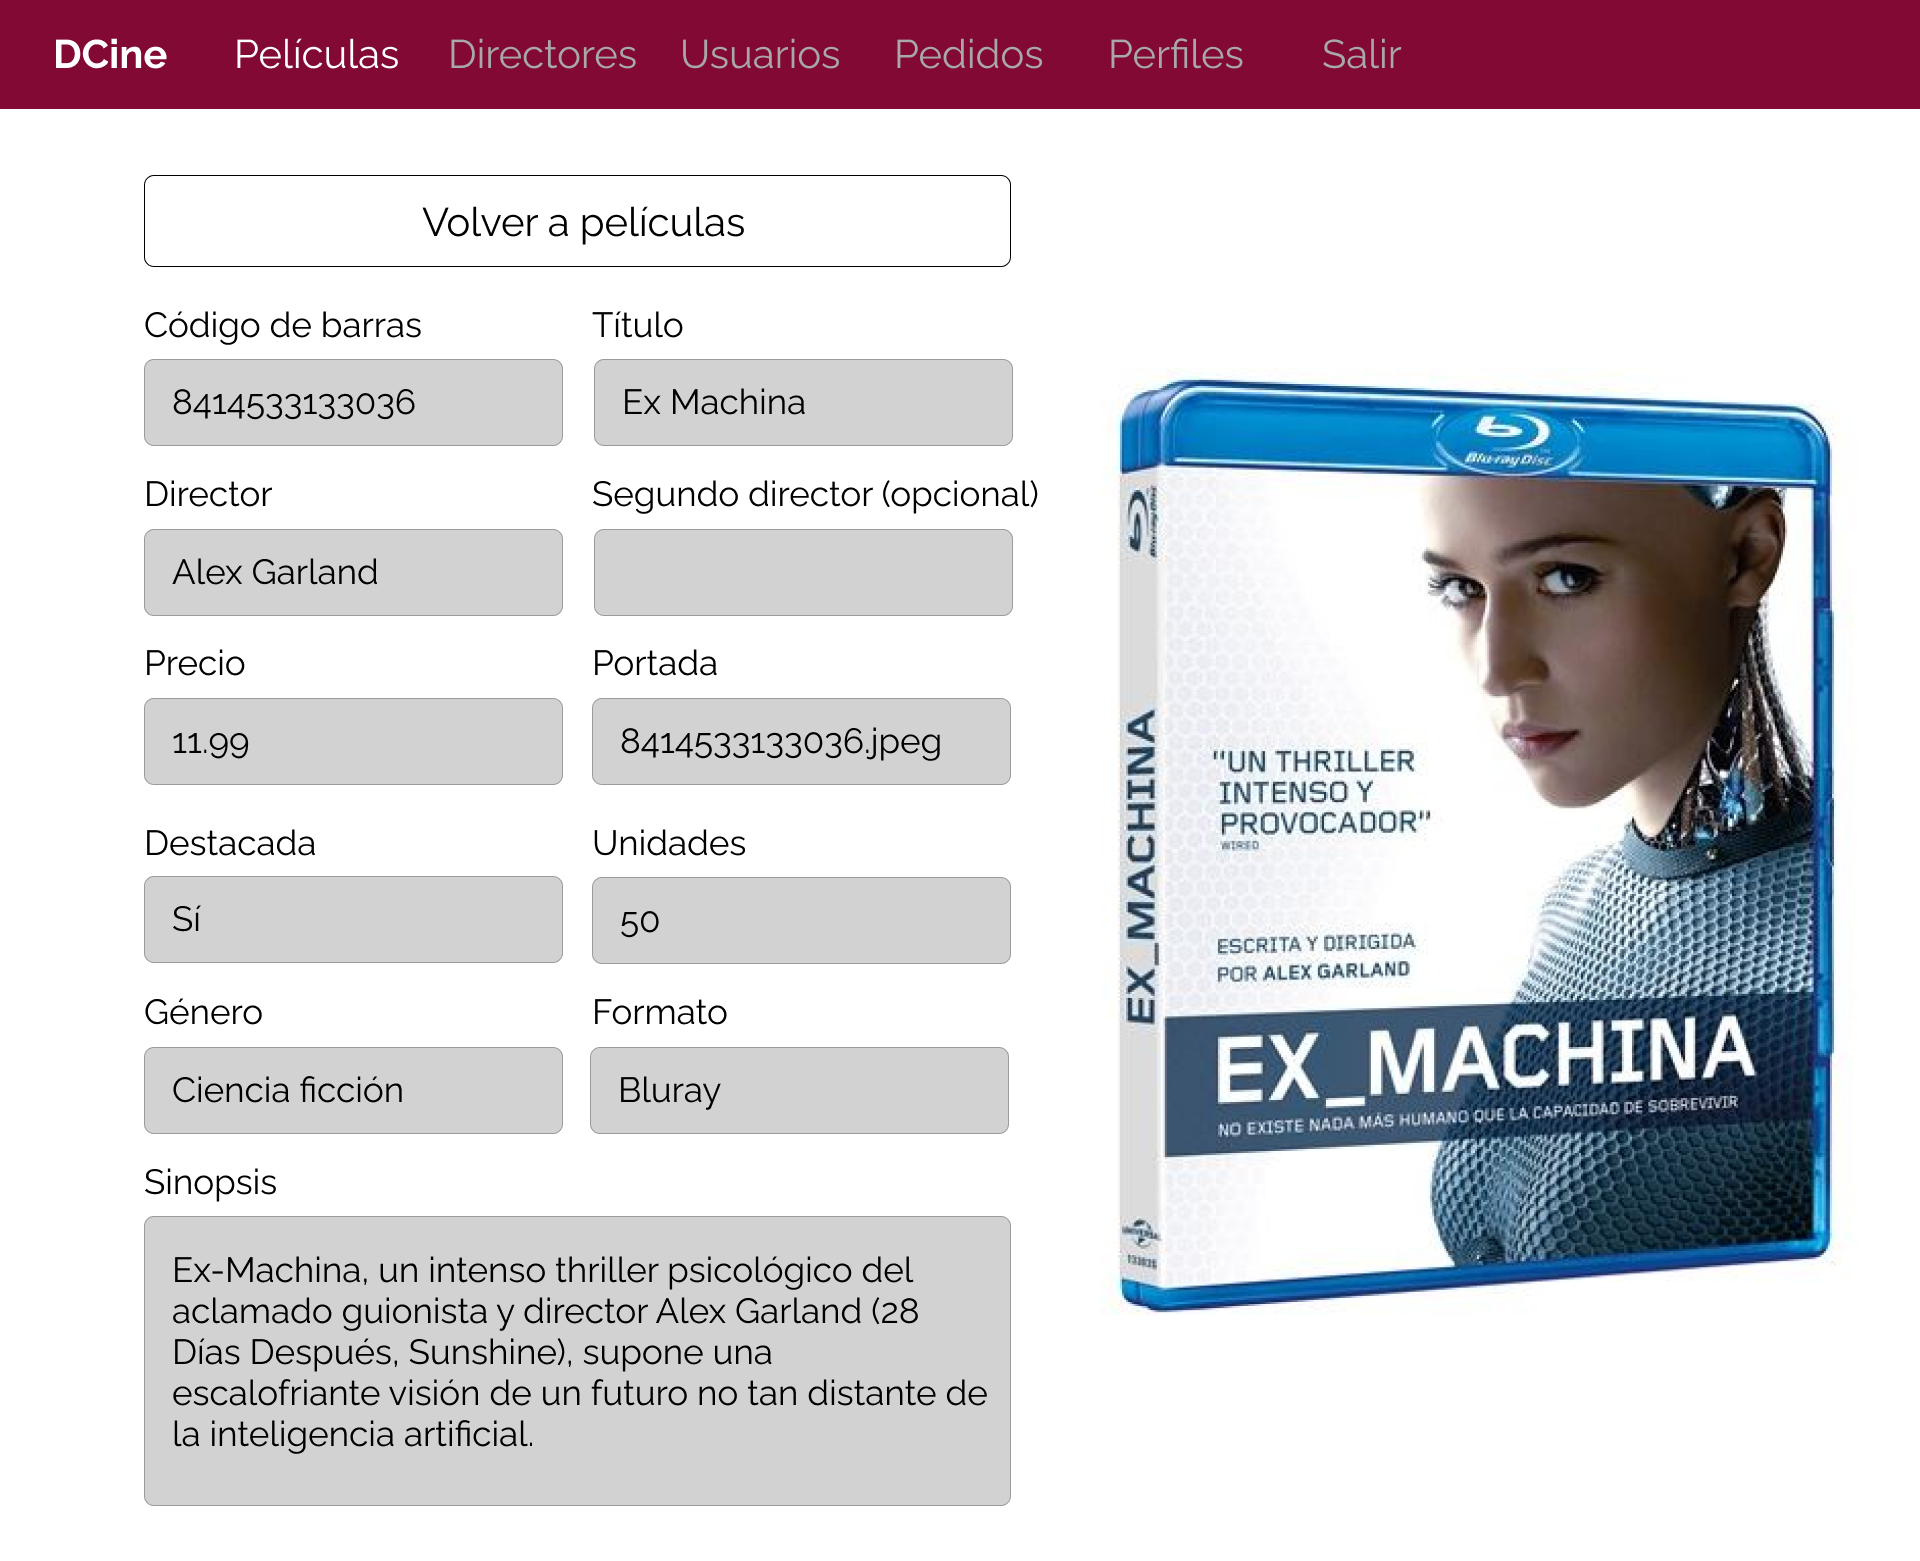 DCine Películas Directores Usuarios Pedidos Perfiles Salir
Volver a películas
Código de barras Título
8414533133036 Ex Machina
Director Segundo director (opcional)
Alex Garland
Precio Portada
11.99 8414533133036.jpeg
Destacada Unidades
Sí 50
Género Formato
Ciencia ficción Bluray
Sinopsis
Ex-Machina, un intenso thriller psicológico del
aclamado guionista y director Alex Garland (28
Días Después, Sunshine), supone una
escalofriante visión de un futuro no tan distante de
la inteligencia artificial.
Blu-ray Disc
Blu-ray Disc
EX_MACHINA
UNIVERSAL
"UN THRILLER
INTENSO Y
PROVOCADOR"
WIRED
ESCRITA Y DIRIGIDA
POR ALEX GARLAND
EX_MACHINA
NO EXISTE NADA MÁS HUMANO QUE LA CAPACIDAD DE SOBREVIVIR